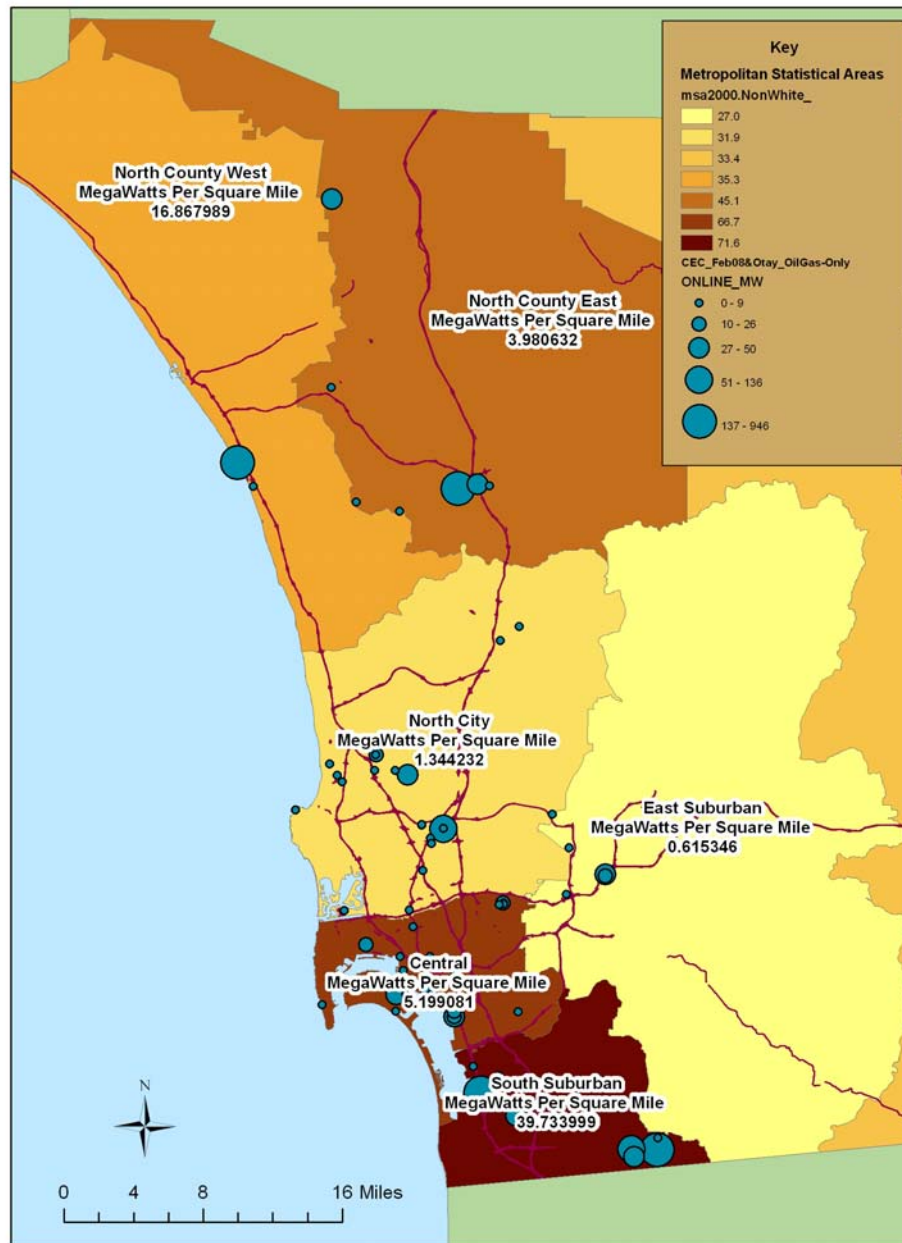 Key
Metropolitan Statistical Areas
msa2000.NonWhite_
27.0
31.9
33.4
35.3
45.1
66.7
71.6
CEC_Feb08&Otay_OilGas-Only
ONLINE_MW
0 - 9
10 - 26
27 - 50
51 - 136
137 - 946
North County West
MegaWatts Per Square Mile
16.867989
North County East
MegaWatts Per Square Mile
3.980632
North City
MegaWatts Per Square Mile
1.344232
East Suburban
MegaWatts Per Square Mile
0.615346
Central
MegaWatts Per Square Mile
5.199081
South Suburban
MegaWatts Per Square Mile
39.733999
N
0 4 8 16 Miles